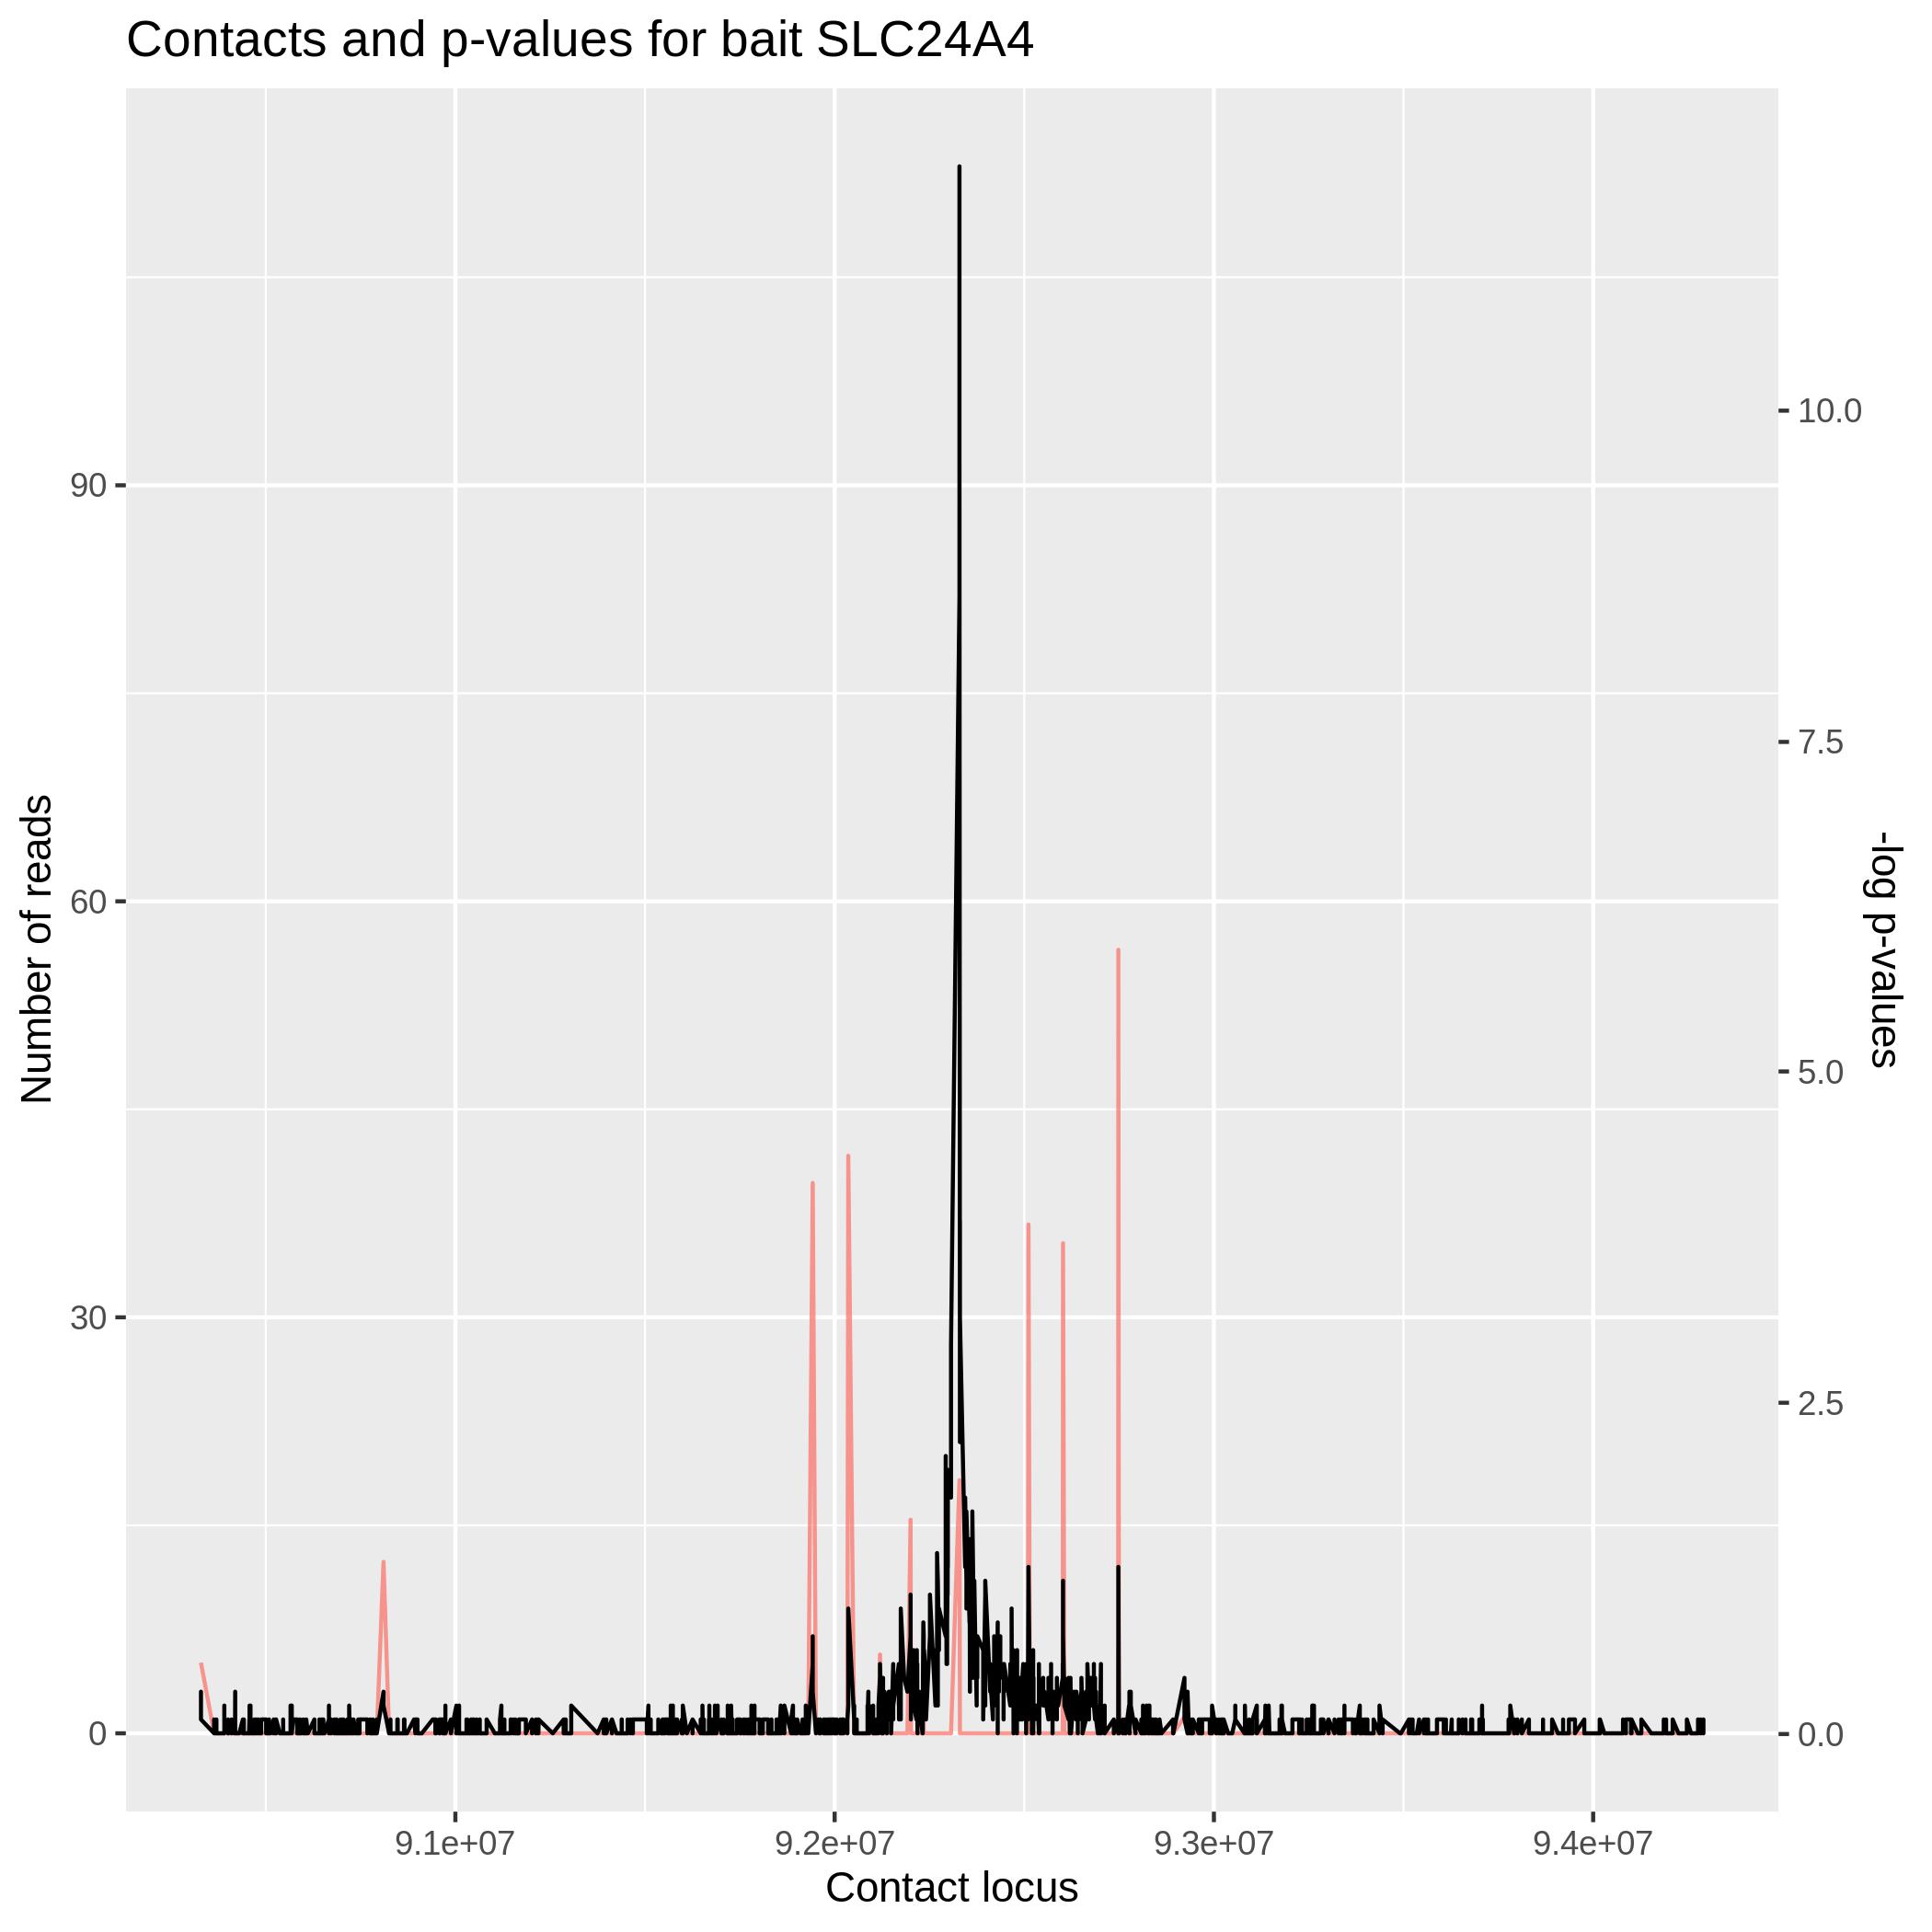 Contacts and p-values for bait SLC24A4
Number of reads
90
60
30
0
10.0
7.5
5.0
2.5
0.0
-log p-values
9.1e+07
9.2e+07
9.3e+07
9.4e+07
Contact locus